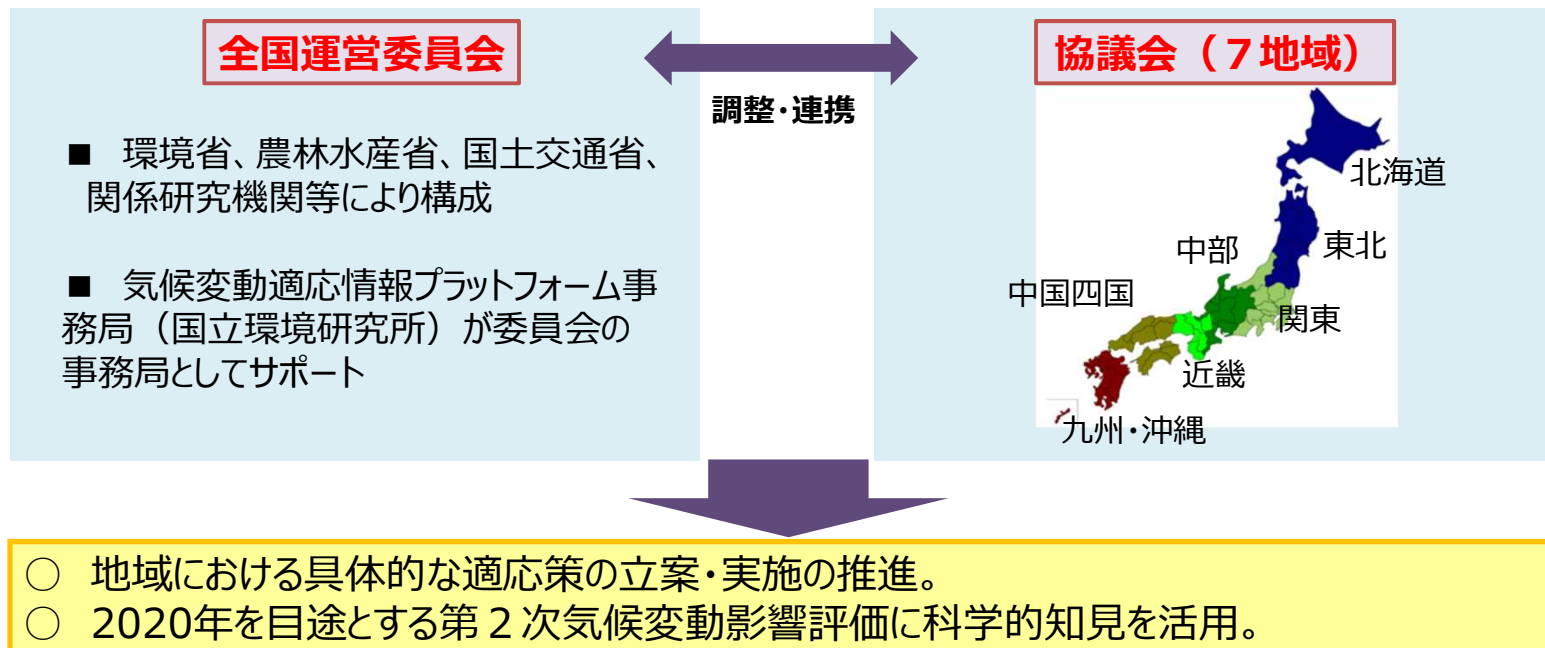 全国運営委員会
■ 環境省、農林水産省、国土交通省、
関係研究機関等により構成
■ 気候変動適応情報プラットフォーム事
務局（国立環境研究所）が委員会の
事務局としてサポート
調整・連携
協議会（７地域）
北海道
東北
中部
中国四国
関東
近畿
九州・沖縄
○ 地域における具体的な適応策の立案・実施の推進。
○ 2020年を目途とする第２次気候変動影響評価に科学的知見を活用。